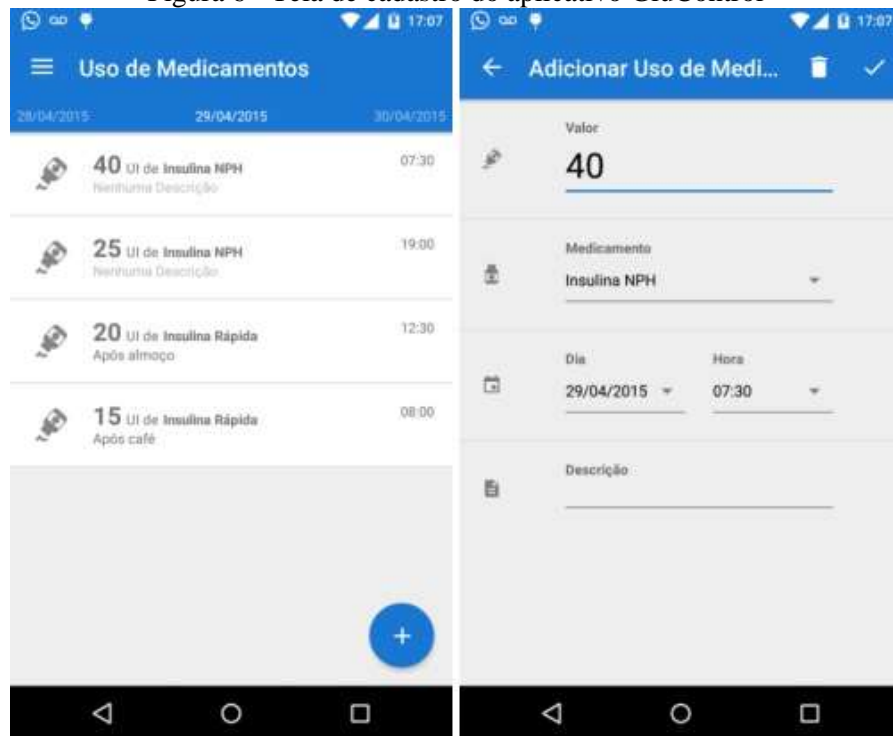 Figura 6 - Tela de cadastro do aplicativo GluControl
17:07
Uso de Medicamentos
28/04/2015 29/04/2015 30/04/2015
40 UI de Insulina NPH 07:30
Nenhuma Descrição
25 UI de Insulina NPH 19:00
Nenhuma Descrição
20 UI de Insulina Rápida 12:30
Após almoço
15 UI de Insulina Rápida 08:00
Após café
+
17:07
Adicionar Uso de Medi...
Valor
40
Medicamento
Insulina NPH
Dia Hora
29/04/2015 07:30
Descrição